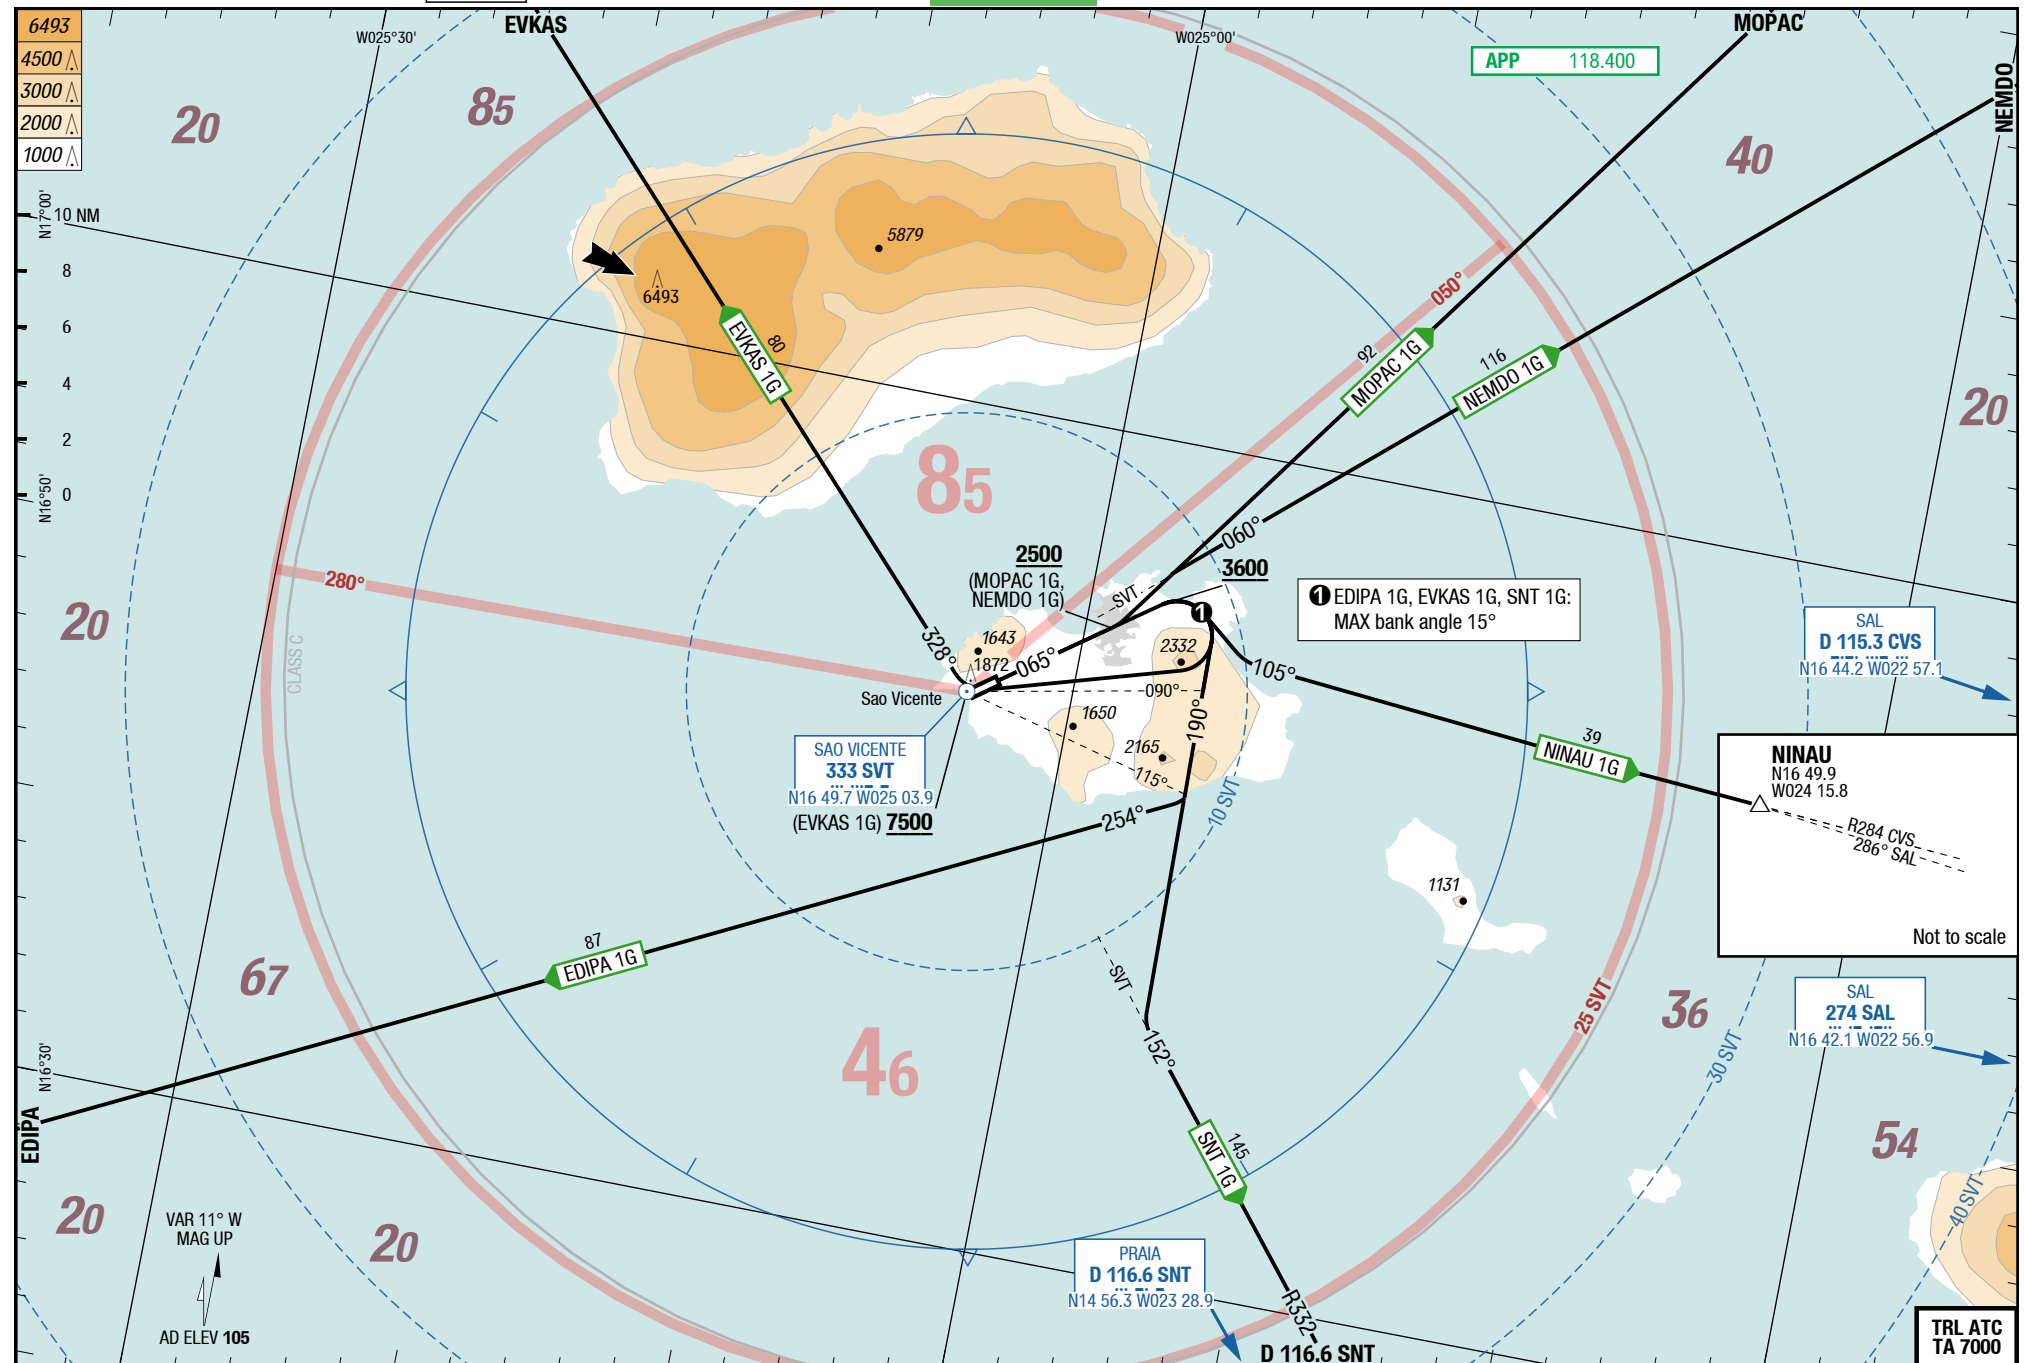 6493
4500
3000
2000
1000
EVKAS
W025°30'
W025°00'
MOPAC
NEMDO
APP 118.400
20
85
40
N17°00'
10 NM
8
6
4
2
0
N16°50'
5879
6493
EVKAS 1G
80
050°
92
MOPAC 1G
116
NEMDO 1G
20
85
060°
2500
(MOPAC 1G,
NEMDO 1G)
3600
SVT
1
1 EDIPA 1G, EVKAS 1G, SNT 1G:
MAX bank angle 15°
280°
20
CLASS C
328°
1643
1872
065°
2332
105°
Sao Vicente
090°
190°
1650
2165
115°
SAO VICENTE
333 SVT
N16 49.7 W025 03.9
(EVKAS 1G) 7500
254°
10 SVT
39
NINAU 1G
SAL
D 115.3 CVS
N16 44.2 W022 57.1
NINAU
N16 49.9
W024 15.8
R284 CVS
286° SAL
Not to scale
1131
87
EDIPA 1G
67
SVT
25 SVT
36
SAL
274 SAL
N16 42.1 W022 56.9
46
152°
30 SVT
N16°30'
EDIPA
SNT 1G
145
54
40 SVT
20
VAR 11° W
MAG UP
20
AD ELEV 105
PRAIA
D 116.6 SNT
N14 56.3 W023 28.9
R332
D 116.6 SNT
TRL ATC
TA 7000